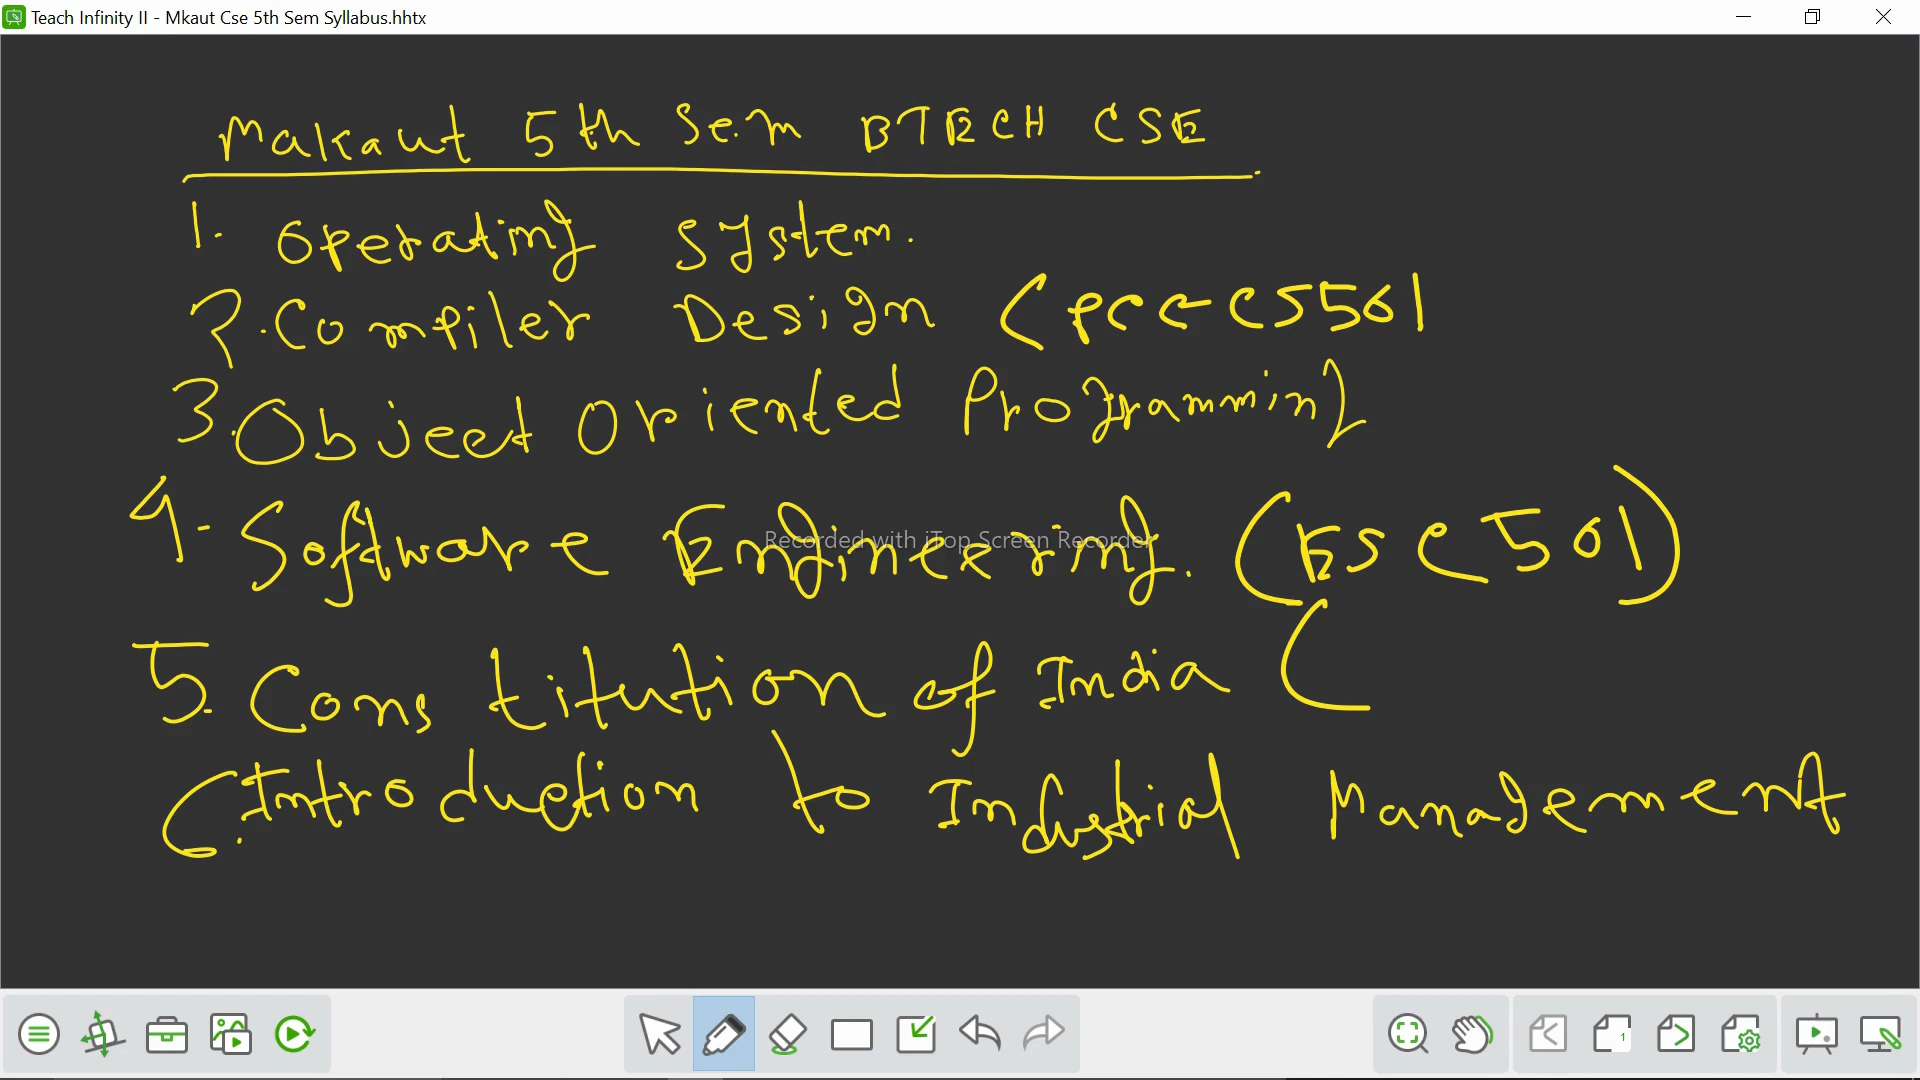 Teach Infinity II - Mkaut Cse 5th Sem Syllabus.hhtx
Makaut 5th Sem BTECH CSE
1. Operating System.
2. Compiler Design (PCC CS501
3. Object Oriented Programming
4. Software Engineering. (ESC501)
Recorded with iTop Screen Recorder
5. Constitution of India (
6. Introduction to Industrial Management
1